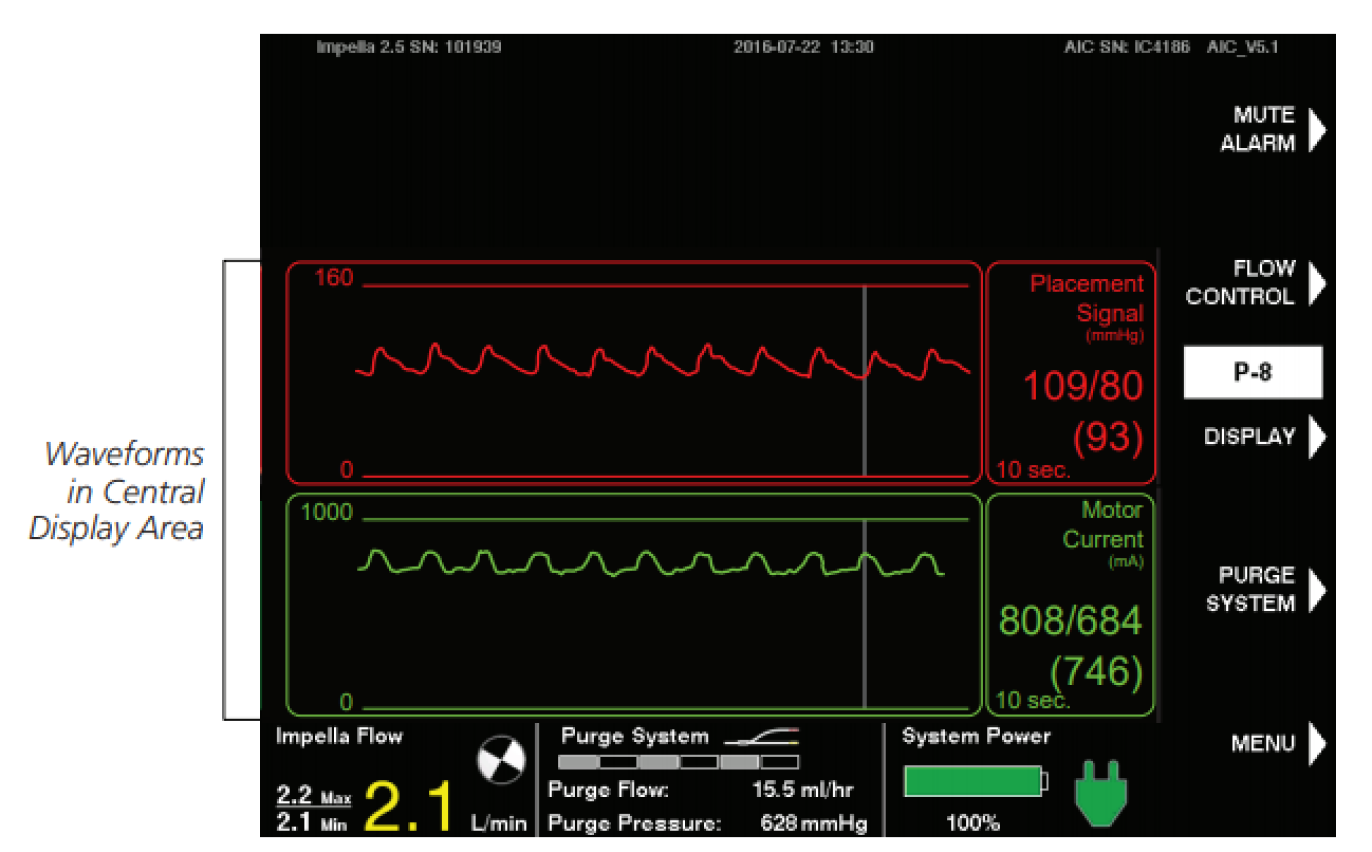 Impella 2.5 SN: 101939 2016-07-22 13:30 AIC SN: IC4186 AIC_V5.1
MUTE
ALARM
FLOW
CONTROL
P-8
DISPLAY
PURGE
SYSTEM
MENU
Waveforms
in Central
Display Area
160
0
Placement
Signal
(mmHg)
109/80
(93)
10 sec.
1000
0
Motor
Current
(mA)
808/684
(746)
10 sec.
Impella Flow
2.2 Max
2.1 Min
2.1 L/min
Purge System
Purge Flow: 15.5 ml/hr
Purge Pressure: 628 mmHg
System Power
100%